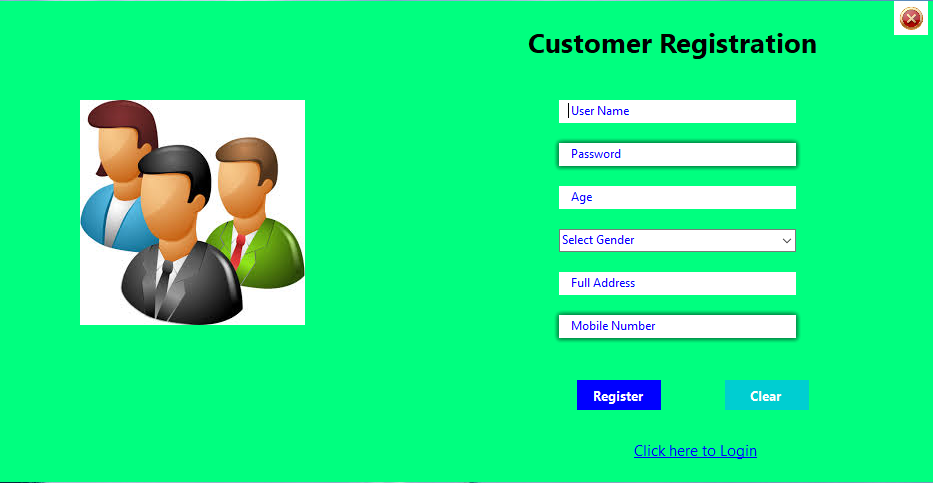 Customer Registration
User Name
Password
Age
Select Gender
Full Address
Mobile Number
Register Clear
Click here to Login